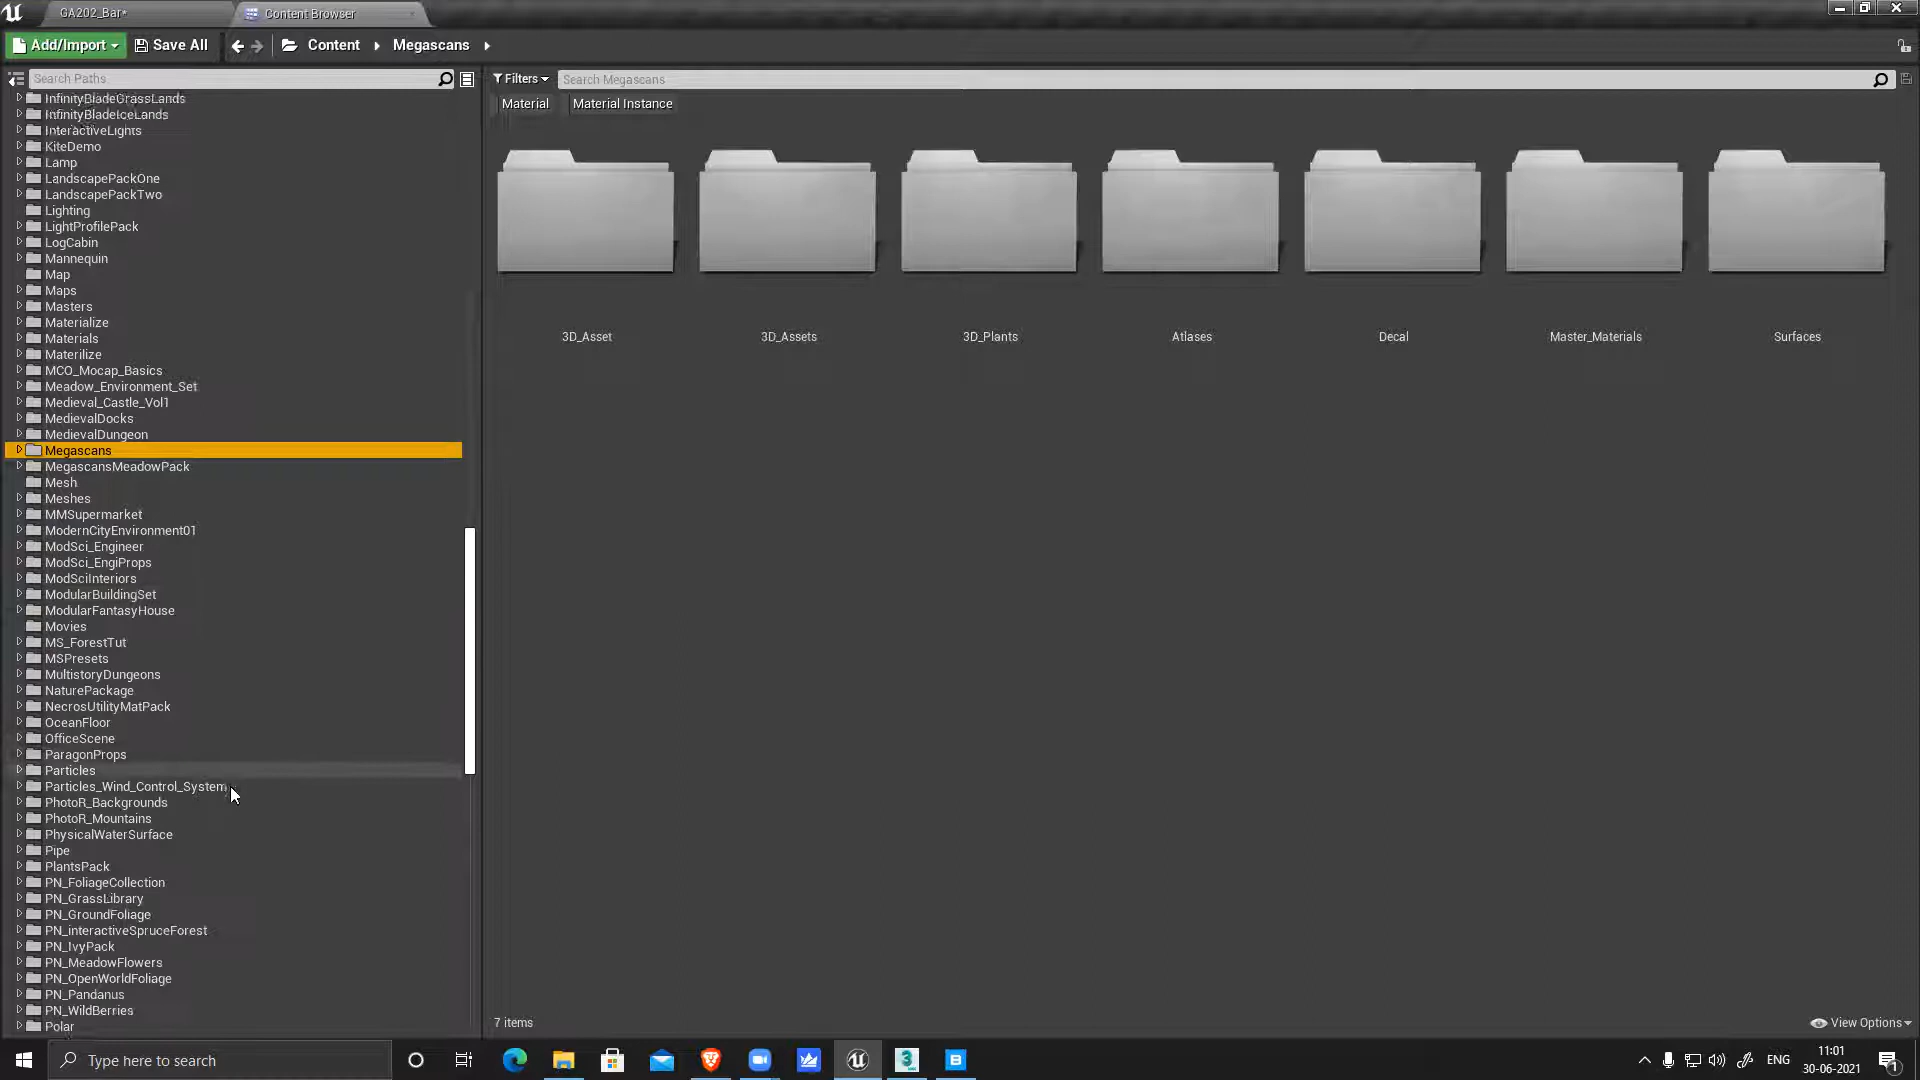 GA202_Bar*
Content Browser
Add/Import
Save All
Content
Megascans
Search Paths
Filters
Search Megascans
Material
Material Instance
InfinityBladeGrassLands
InfinityBladeIceLands
InteractiveLights
KiteDemo
Lamp
LandscapePackOne
LandscapePackTwo
Lighting
LightProfilePack
LogCabin
Mannequin
Map
Maps
Masters
Materialize
Materials
Materilize
MCO_Mocap_Basics
Meadow_Environment_Set
Medieval_Castle_Vol1
MedievalDocks
MedievalDungeon
Megascans
MegascansMeadowPack
Mesh
Meshes
MMSupermarket
ModernCityEnvironment01
ModSci_Engineer
ModSci_EngiProps
ModSciInteriors
ModularBuildingSet
ModularFantasyHouse
Movies
MS_ForestTut
MSPresets
MultistoryDungeons
NaturePackage
NecrosUtilityMatPack
OceanFloor
OfficeScene
ParagonProps
Particles
Particles_Wind_Control_System
PhotoR_Backgrounds
PhotoR_Mountains
PhysicalWaterSurface
Pipe
PlantsPack
PN_FoliageCollection
PN_GrassLibrary
PN_GroundFoliage
PN_interactiveSpruceForest
PN_IvyPack
PN_MeadowFlowers
PN_OpenWorldFoliage
PN_Pandanus
PN_WildBerries
Polar
3D_Asset
3D_Assets
3D_Plants
Atlases
Decal
Master_Materials
Surfaces
7 items
View Options
Type here to search
ENG
11:01
30-06-2021
1